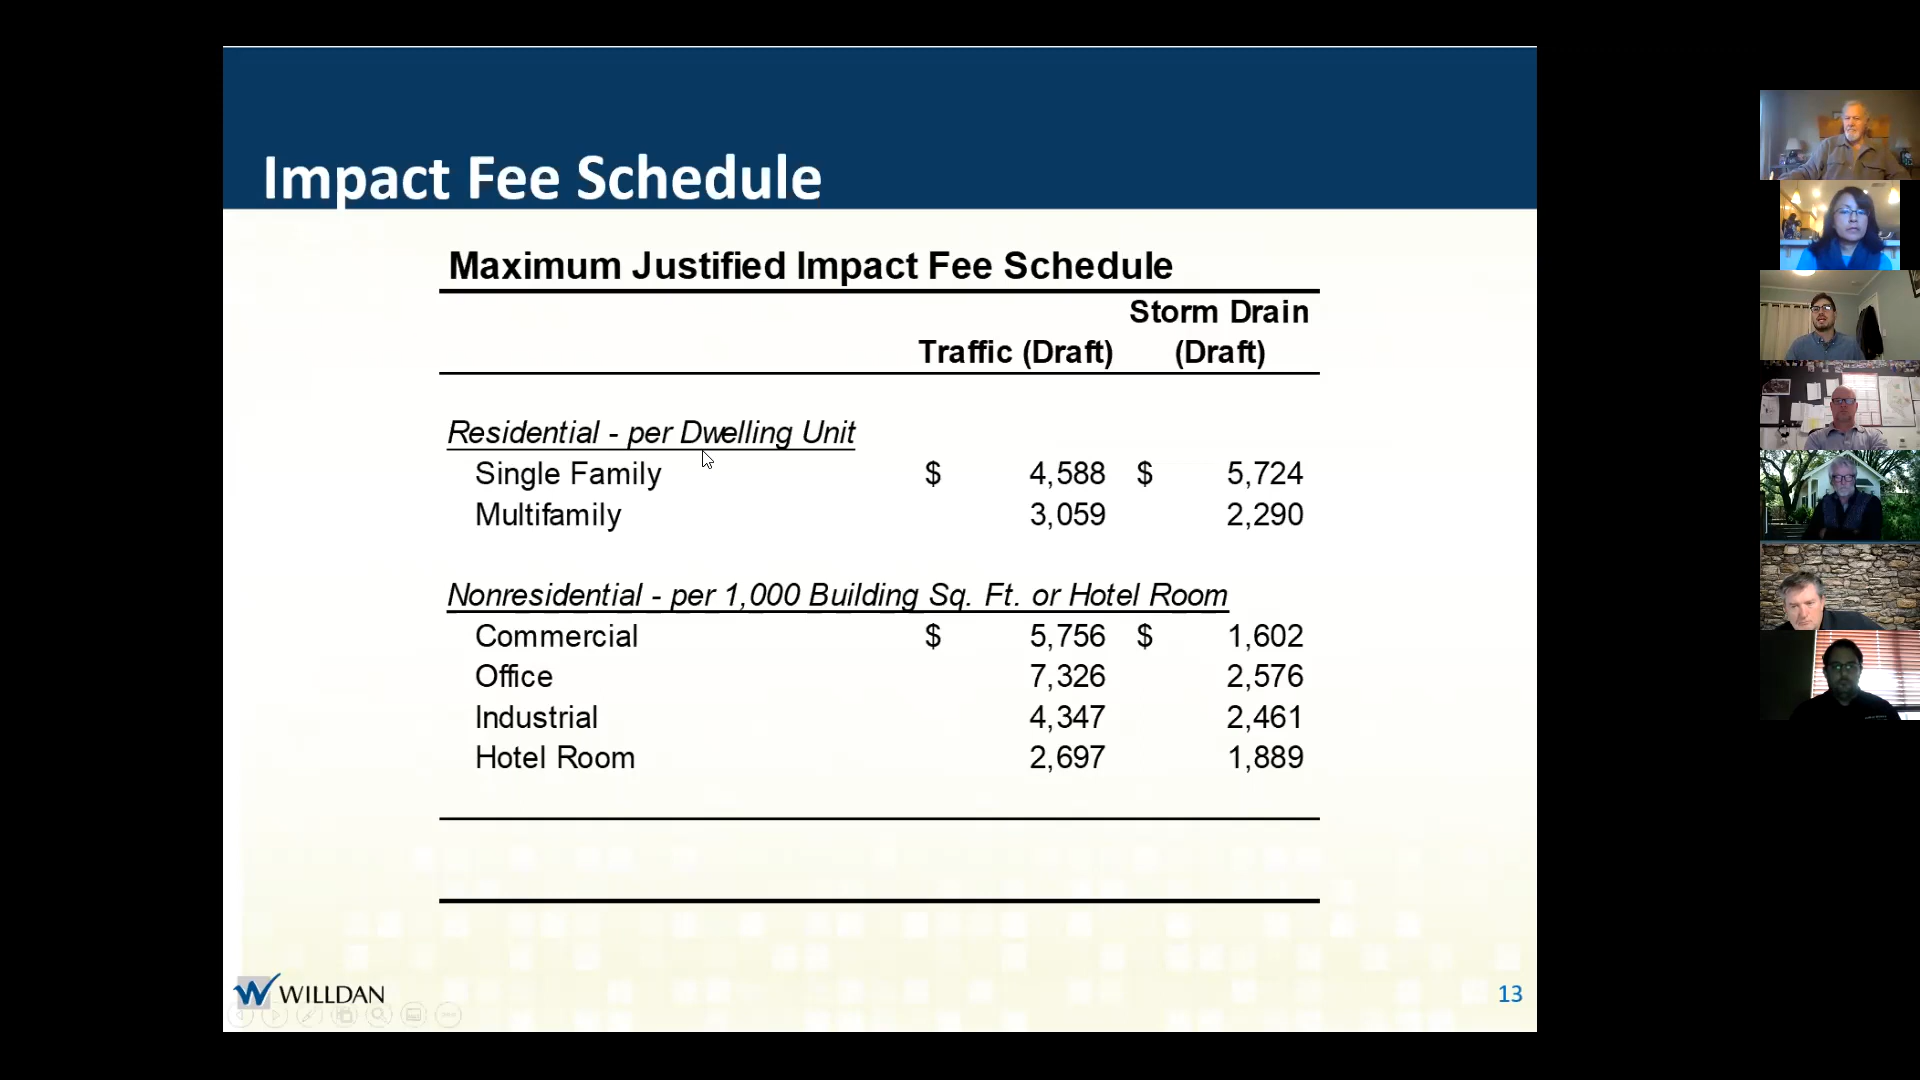 Impact Fee Schedule
Maximum Justified Impact Fee Schedule
Storm Drain
Traffic (Draft) (Draft)
Residential - per Dwelling Unit
Single Family $ 4,588 $ 5,724
Multifamily 3,059 2,290
Nonresidential - per 1,000 Building Sq. Ft. or Hotel Room
Commercial $ 5,756 $ 1,602
Office 7,326 2,576
Industrial 4,347 2,461
Hotel Room 2,697 1,889
WILLDAN
13